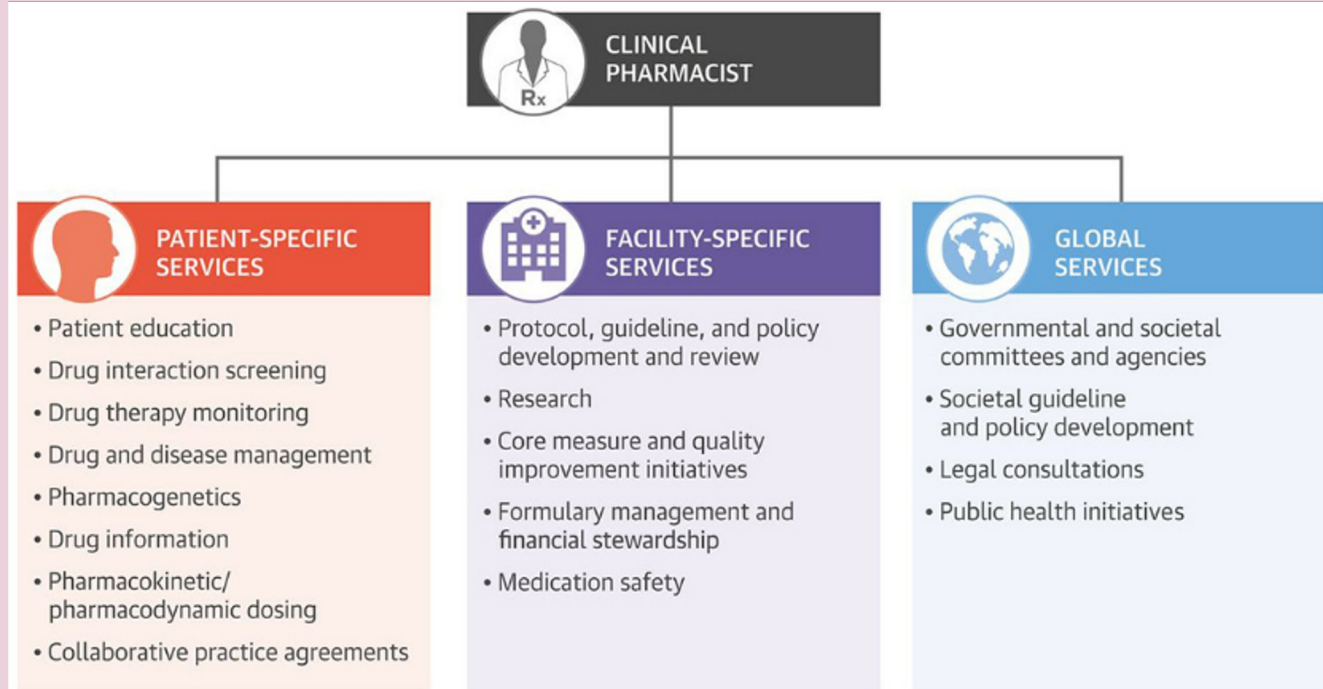 CLINICAL
PHARMACIST
Rx
PATIENT-SPECIFIC
SERVICES
• Patient education
• Drug interaction screening
• Drug therapy monitoring
• Drug and disease management
• Pharmacogenetics
• Drug information
• Pharmacokinetic/
pharmacodynamic dosing
• Collaborative practice agreements
FACILITY-SPECIFIC
SERVICES
• Protocol, guideline, and policy
development and review
• Research
• Core measure and quality
improvement initiatives
• Formulary management and
financial stewardship
• Medication safety
GLOBAL
SERVICES
• Governmental and societal
committees and agencies
• Societal guideline
and policy development
• Legal consultations
• Public health initiatives